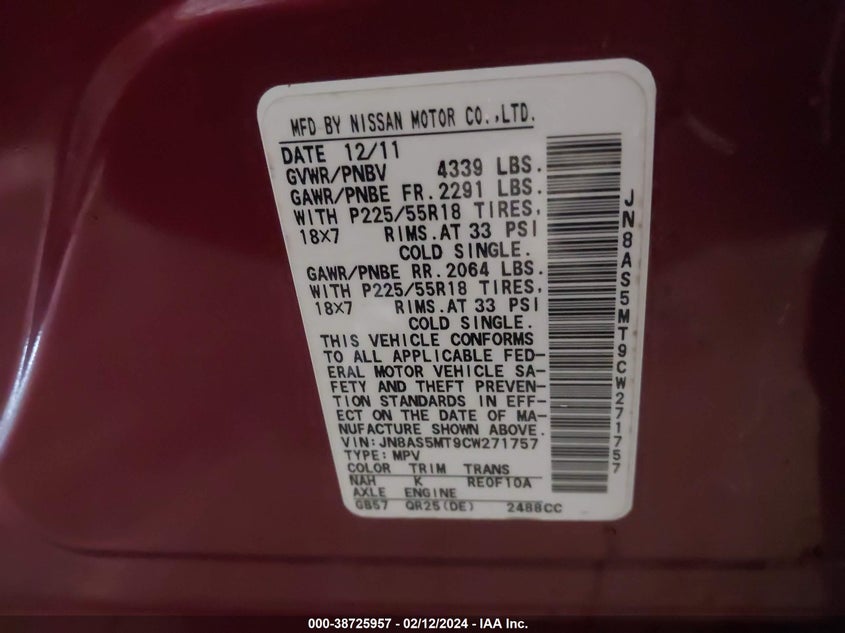 MFD BY NISSAN MOTOR CO.,LTD.
DATE 12/11
GVWR/PNBV 4339 LBS.
GAWR/PNBE FR. 2291 LBS.
WITH P225/55R18 TIRES,
18X7 RIMS.AT 33 PSI
COLD SINGLE.
GAWR/PNBE RR. 2064 LBS.
WITH P225/55R18 TIRES,
18X7 RIMS.AT 33 PSI
COLD SINGLE.
THIS VEHICLE CONFORMS
TO ALL APPLICABLE FED-
ERAL MOTOR VEHICLE SA-
FETY AND THEFT PREVEN-
TION STANDARDS IN EFF-
ECT ON THE DATE OF MA-
NUFACTURE SHOWN ABOVE.
VIN:JN8AS5MT9CW271757
TYPE: MPV
COLOR TRIM TRANS
NAH K RE0F10A
AXLE ENGINE
GB57 QR25(DE) 2488CC
JN8AS5MT9CW271757
000-38725957 - 02/12/2024 - IAA Inc.